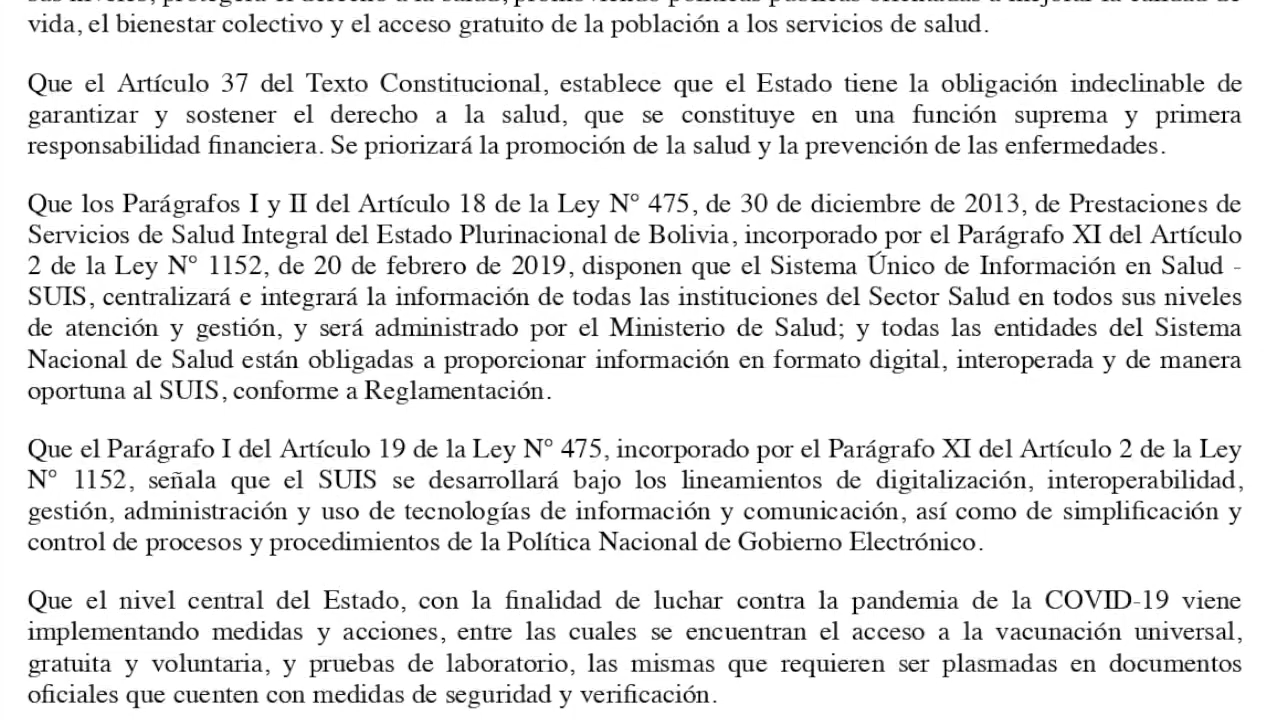 vida, el bienestar colectivo y el acceso gratuito de la población a los servicios de salud.
Que el Artículo 37 del Texto Constitucional, establece que el Estado tiene la obligación indeclinable de
garantizar y sostener el derecho a la salud, que se constituye en una función suprema y primera
responsabilidad financiera. Se priorizará la promoción de la salud y la prevención de las enfermedades.
Que los Parágrafos I y II del Artículo 18 de la Ley N° 475, de 30 de diciembre de 2013, de Prestaciones de
Servicios de Salud Integral del Estado Plurinacional de Bolivia, incorporado por el Parágrafo XI del Artículo
2 de la Ley N° 1152, de 20 de febrero de 2019, disponen que el Sistema Único de Información en Salud -
SUIS, centralizará e integrará la información de todas las instituciones del Sector Salud en todos sus niveles
de atención y gestión, y será administrado por el Ministerio de Salud; y todas las entidades del Sistema
Nacional de Salud están obligadas a proporcionar información en formato digital, interoperada y de manera
oportuna al SUIS, conforme a Reglamentación.
Que el Parágrafo I del Artículo 19 de la Ley N° 475, incorporado por el Parágrafo XI del Artículo 2 de la Ley
N° 1152, señala que el SUIS se desarrollará bajo los lineamientos de digitalización, interoperabilidad,
gestión, administración y uso de tecnologías de información y comunicación, así como de simplificación y
control de procesos y procedimientos de la Política Nacional de Gobierno Electrónico.
Que el nivel central del Estado, con la finalidad de luchar contra la pandemia de la COVID-19 viene
implementando medidas y acciones, entre las cuales se encuentran el acceso a la vacunación universal,
gratuita y voluntaria, y pruebas de laboratorio, las mismas que requieren ser plasmadas en documentos
oficiales que cuenten con medidas de seguridad y verificación.